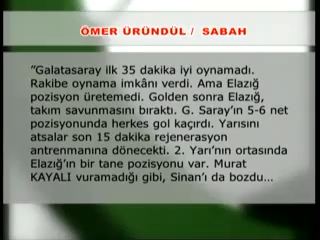 ÖMER ÜRÜNDÜL / SABAH
"Galatasaray ilk 35 dakika iyi oynamadı.
Rakibe oynama imkânı verdi. Ama Elazığ
pozisyon üretemedi. Golden sonra Elazığ,
takım savunmasını bıraktı. G. Saray'ın 5-6 net
pozisyonunda herkes gol kaçırdı. Yarısını
atsalar son 15 dakika rejenerasyon
antrenmanına dönecekti. 2. Yarı'nın ortasında
Elazığ'ın bir tane pozisyonu var. Murat
KAYALI vuramadığı gibi, Sinan'ı da bozdu...